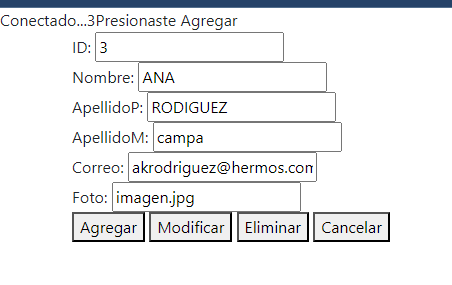 Conectado...3Presionaste Agregar
ID: 3
Nombre: ANA
ApellidoP: RODIGUEZ
ApellidoM: campa
Correo: akrodriguez@hermos.com
Foto: imagen.jpg
Agregar Modificar Eliminar Cancelar